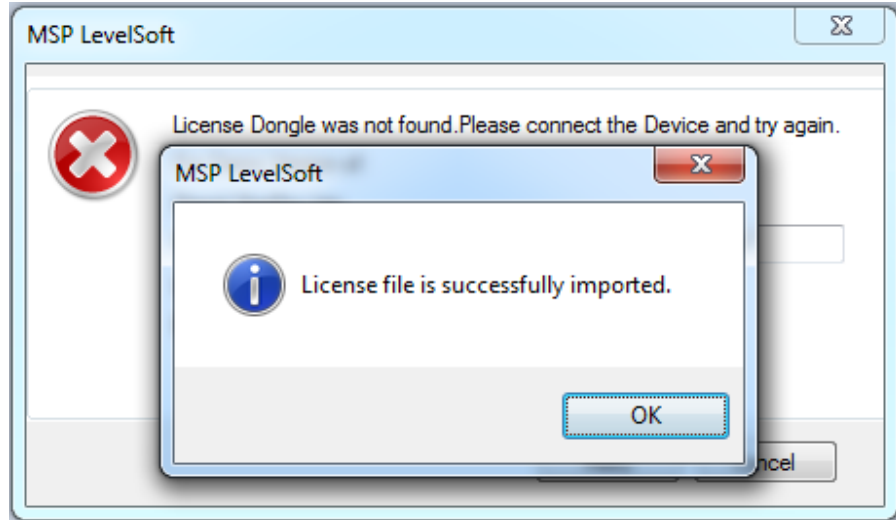 MSP LevelSoft
License Dongle was not found.Please connect the Device and try again.
MSP LevelSoft
License file is successfully imported.
OK